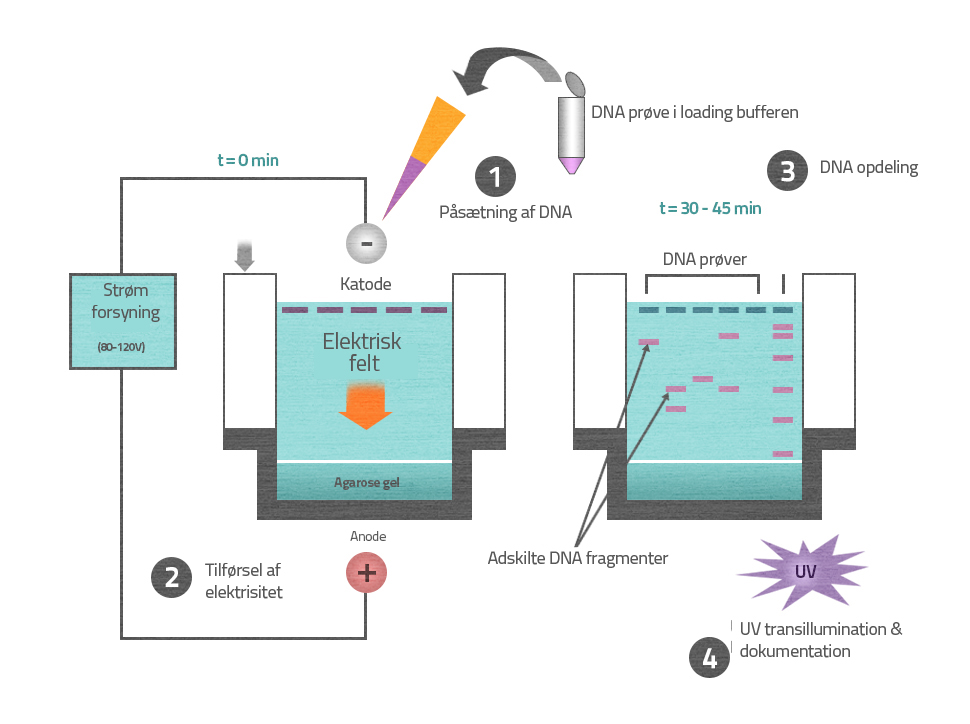 DNA prøve i loading bufferen
t = 0 min
1
Påsætning af DNA
3
DNA opdeling
t = 30 - 45 min
-
Katode
DNA prøver
Strøm
forsyning
(80-120V)
Elektrisk
felt
Agarose gel
Anode
+
2
Tilførsel af
elektrisitet
Adskilte DNA fragmenter
UV
4
UV transillumination &
dokumentation